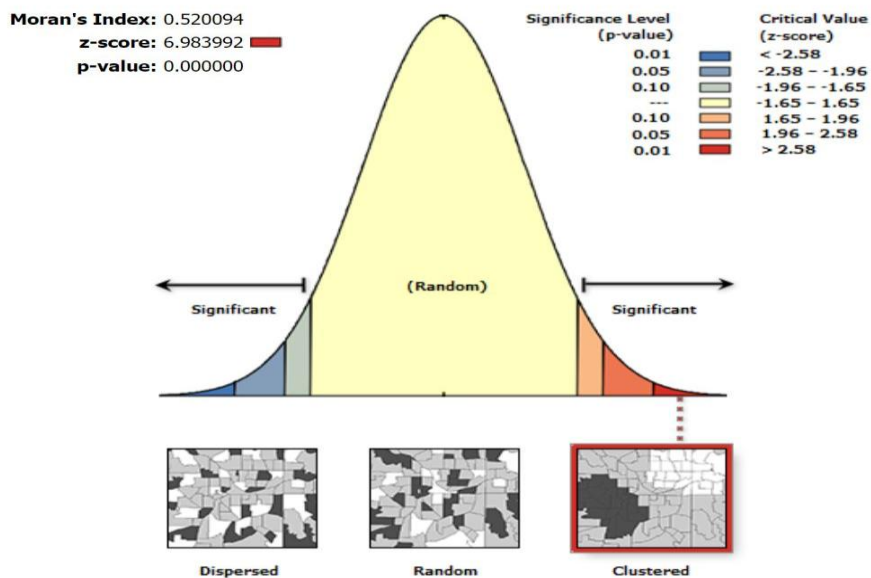 Moran's Index: 0.520094
z-score: 6.983992
p-value: 0.000000
Significance Level (p-value)
Critical Value (z-score)
0.01 < -2.58
0.05 -2.58 – -1.96
0.10 -1.96 – -1.65
--- -1.65 – 1.65
0.10 1.65 – 1.96
0.05 1.96 – 2.58
0.01 > 2.58
Significant
(Random)
Significant
Dispersed
Random
Clustered